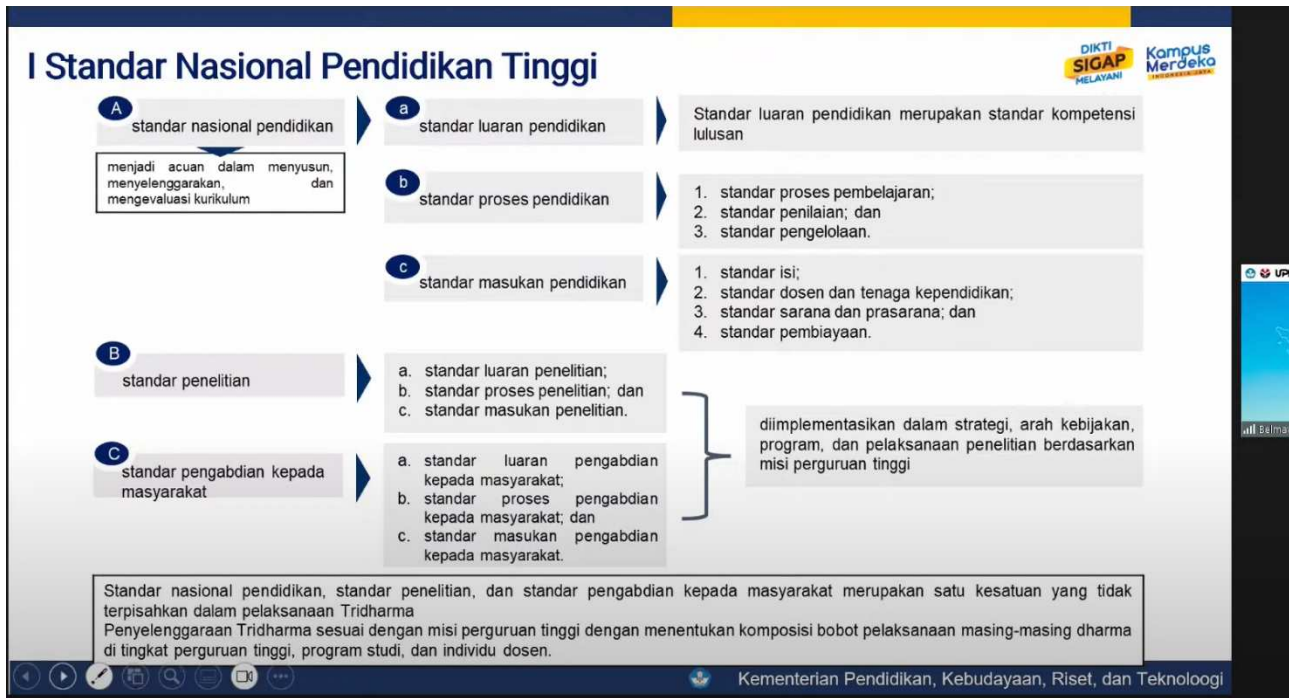 I Standar Nasional Pendidikan Tinggi
DIKTI
SIGAP
MELAYANI
Kampus
Merdeka
INDONESIA JAYA
A
standar nasional pendidikan
menjadi acuan dalam menyusun,
menyelenggarakan, dan
mengevaluasi kurikulum
a
standar luaran pendidikan
Standar luaran pendidikan merupakan standar kompetensi
lulusan
b
standar proses pendidikan
1. standar proses pembelajaran;
2. standar penilaian; dan
3. standar pengelolaan.
c
standar masukan pendidikan
1. standar isi;
2. standar dosen dan tenaga kependidikan;
3. standar sarana dan prasarana; dan
4. standar pembiayaan.
B
standar penelitian
a. standar luaran penelitian;
b. standar proses penelitian; dan
c. standar masukan penelitian.
C
standar pengabdian kepada
masyarakat
a. standar luaran pengabdian
kepada masyarakat;
b. standar proses pengabdian
kepada masyarakat; dan
c. standar masukan pengabdian
kepada masyarakat.
diimplementasikan dalam strategi, arah kebijakan,
program, dan pelaksanaan penelitian berdasarkan
misi perguruan tinggi
Standar nasional pendidikan, standar penelitian, dan standar pengabdian kepada masyarakat merupakan satu kesatuan yang tidak
terpisahkan dalam pelaksanaan Tridharma
Penyelenggaraan Tridharma sesuai dengan misi perguruan tinggi dengan menentukan komposisi bobot pelaksanaan masing-masing dharma
di tingkat perguruan tinggi, program studi, dan individu dosen.
Kementerian Pendidikan, Kebudayaan, Riset, dan Teknoloogi